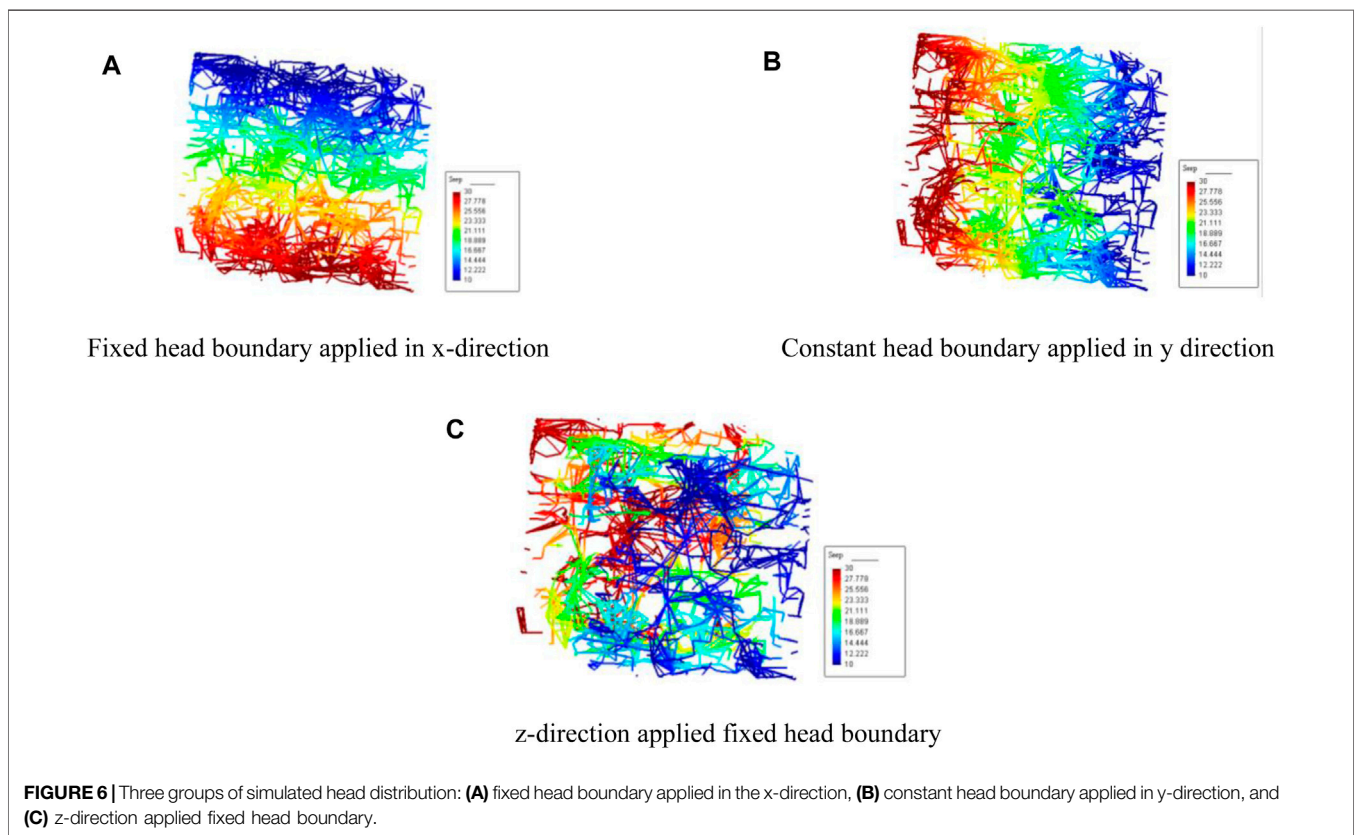 A
Seep
30
27.778
25.556
23.333
21.111
18.889
16.667
14.444
12.222
10
Fixed head boundary applied in x-direction
B
Seep
30
27.778
25.556
23.333
21.111
18.889
16.667
14.444
12.222
10
Constant head boundary applied in y direction
C
Seep
30
27.778
25.556
23.333
21.111
18.889
16.667
14.444
12.222
10
z-direction applied fixed head boundary
FIGURE 6 | Three groups of simulated head distribution: (A) fixed head boundary applied in the x-direction, (B) constant head boundary applied in y-direction, and
(C) z-direction applied fixed head boundary.